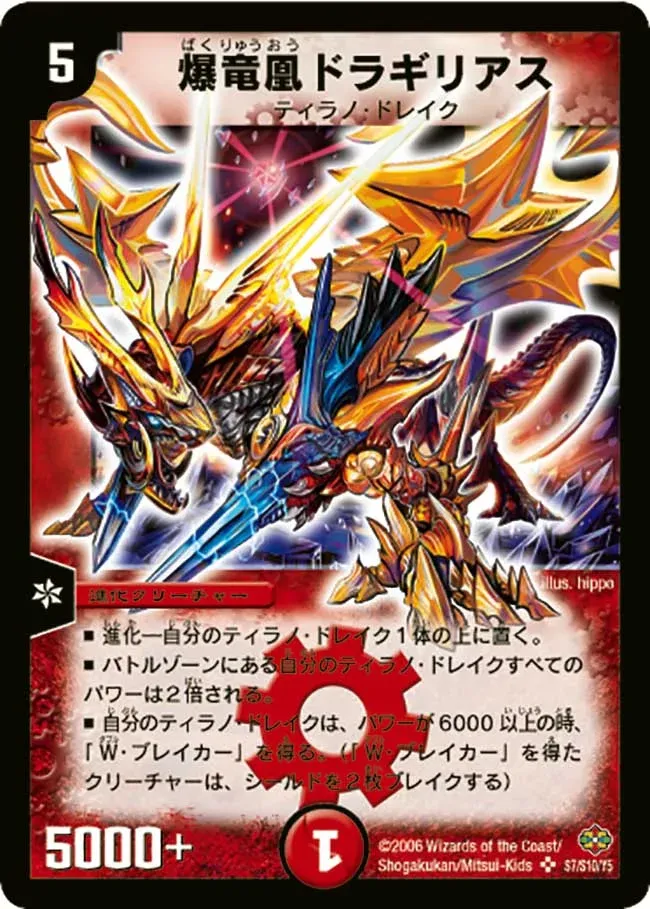 5
ばくりゅうおう
爆竜凰ドラギリアス
ティラノ・ドレイク
illus. hippo
進化クリーチャー
■ 進化―自分のティラノ・ドレイク1体の上に置く。
■ バトルゾーンにある自分のティラノ・ドレイクすべての
パワーは2倍される。
■ 自分のティラノ・ドレイクは、パワーが6000以上の時、
「W・ブレイカー」を得る。(「W・ブレイカー」を得た
クリーチャーは、シールドを2枚ブレイクする)
5000+
1
©2006 Wizards of the Coast/
Shogakukan/Mitsui-Kids
S7/S10/Y5